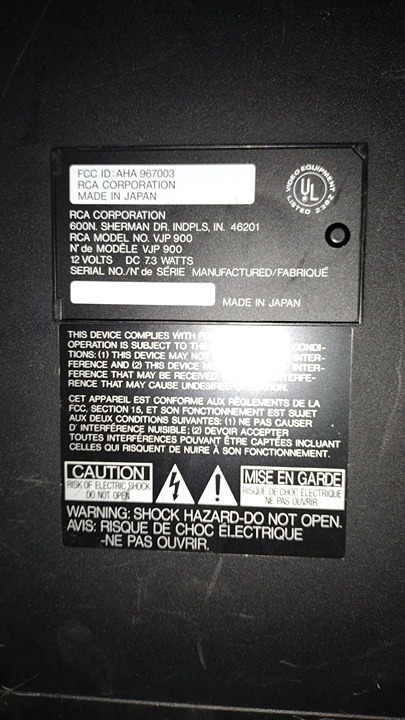 FCC ID:AHA 967003
RCA CORPORATION
MADE IN JAPAN
VIDEO EQUIPMENT
UL
LISTED 238Z
RCA CORPORATION
600N. SHERMAN DR. INDPLS, IN. 46201
RCA MODEL NO. VJP 900
N° de MODÈLE VJP 900
12 VOLTS DC 7.3 WATTS
SERIAL NO./N° de SÉRIE MANUFACTURED/FABRIQUÉ
MADE IN JAPAN
THIS DEVICE COMPLIES WITH
OPERATION IS SUBJECT TO THE CONDI-
TIONS: (1) THIS DEVICE MAY NOT INTER-
FERENCE AND (2) THIS DEVICE
FERENCE THAT MAY BE RECEIVED, INTERFE-
RENCE THAT MAY CAUSE UNDESIRED OPERATION.
CET APPAREIL EST CONFORME AUX RÈGLEMENTS DE LA
FCC, SECTION 15, ET SON FONCTIONNEMENT EST SUJET
AUX DEUX CONDITIONS SUIVANTES: (1) NE PAS CAUSER
D'INTERFÉRENCE NUISIBLE; (2) DEVOIR ACCEPTER
TOUTES INTERFÉRENCES POUVANT ÊTRE CAPTÉES INCLUANT
CELLES QUI RISQUENT DE NUIRE À SON FONCTIONNEMENT.
CAUTION
RISK OF ELECTRIC SHOCK
DO NOT OPEN
MISE EN GARDE
RISQUE DE CHOC ÉLECTRIQUE
NE PAS OUVRIR
WARNING: SHOCK HAZARD-DO NOT OPEN.
AVIS: RISQUE DE CHOC ÉLECTRIQUE
-NE PAS OUVRIR.